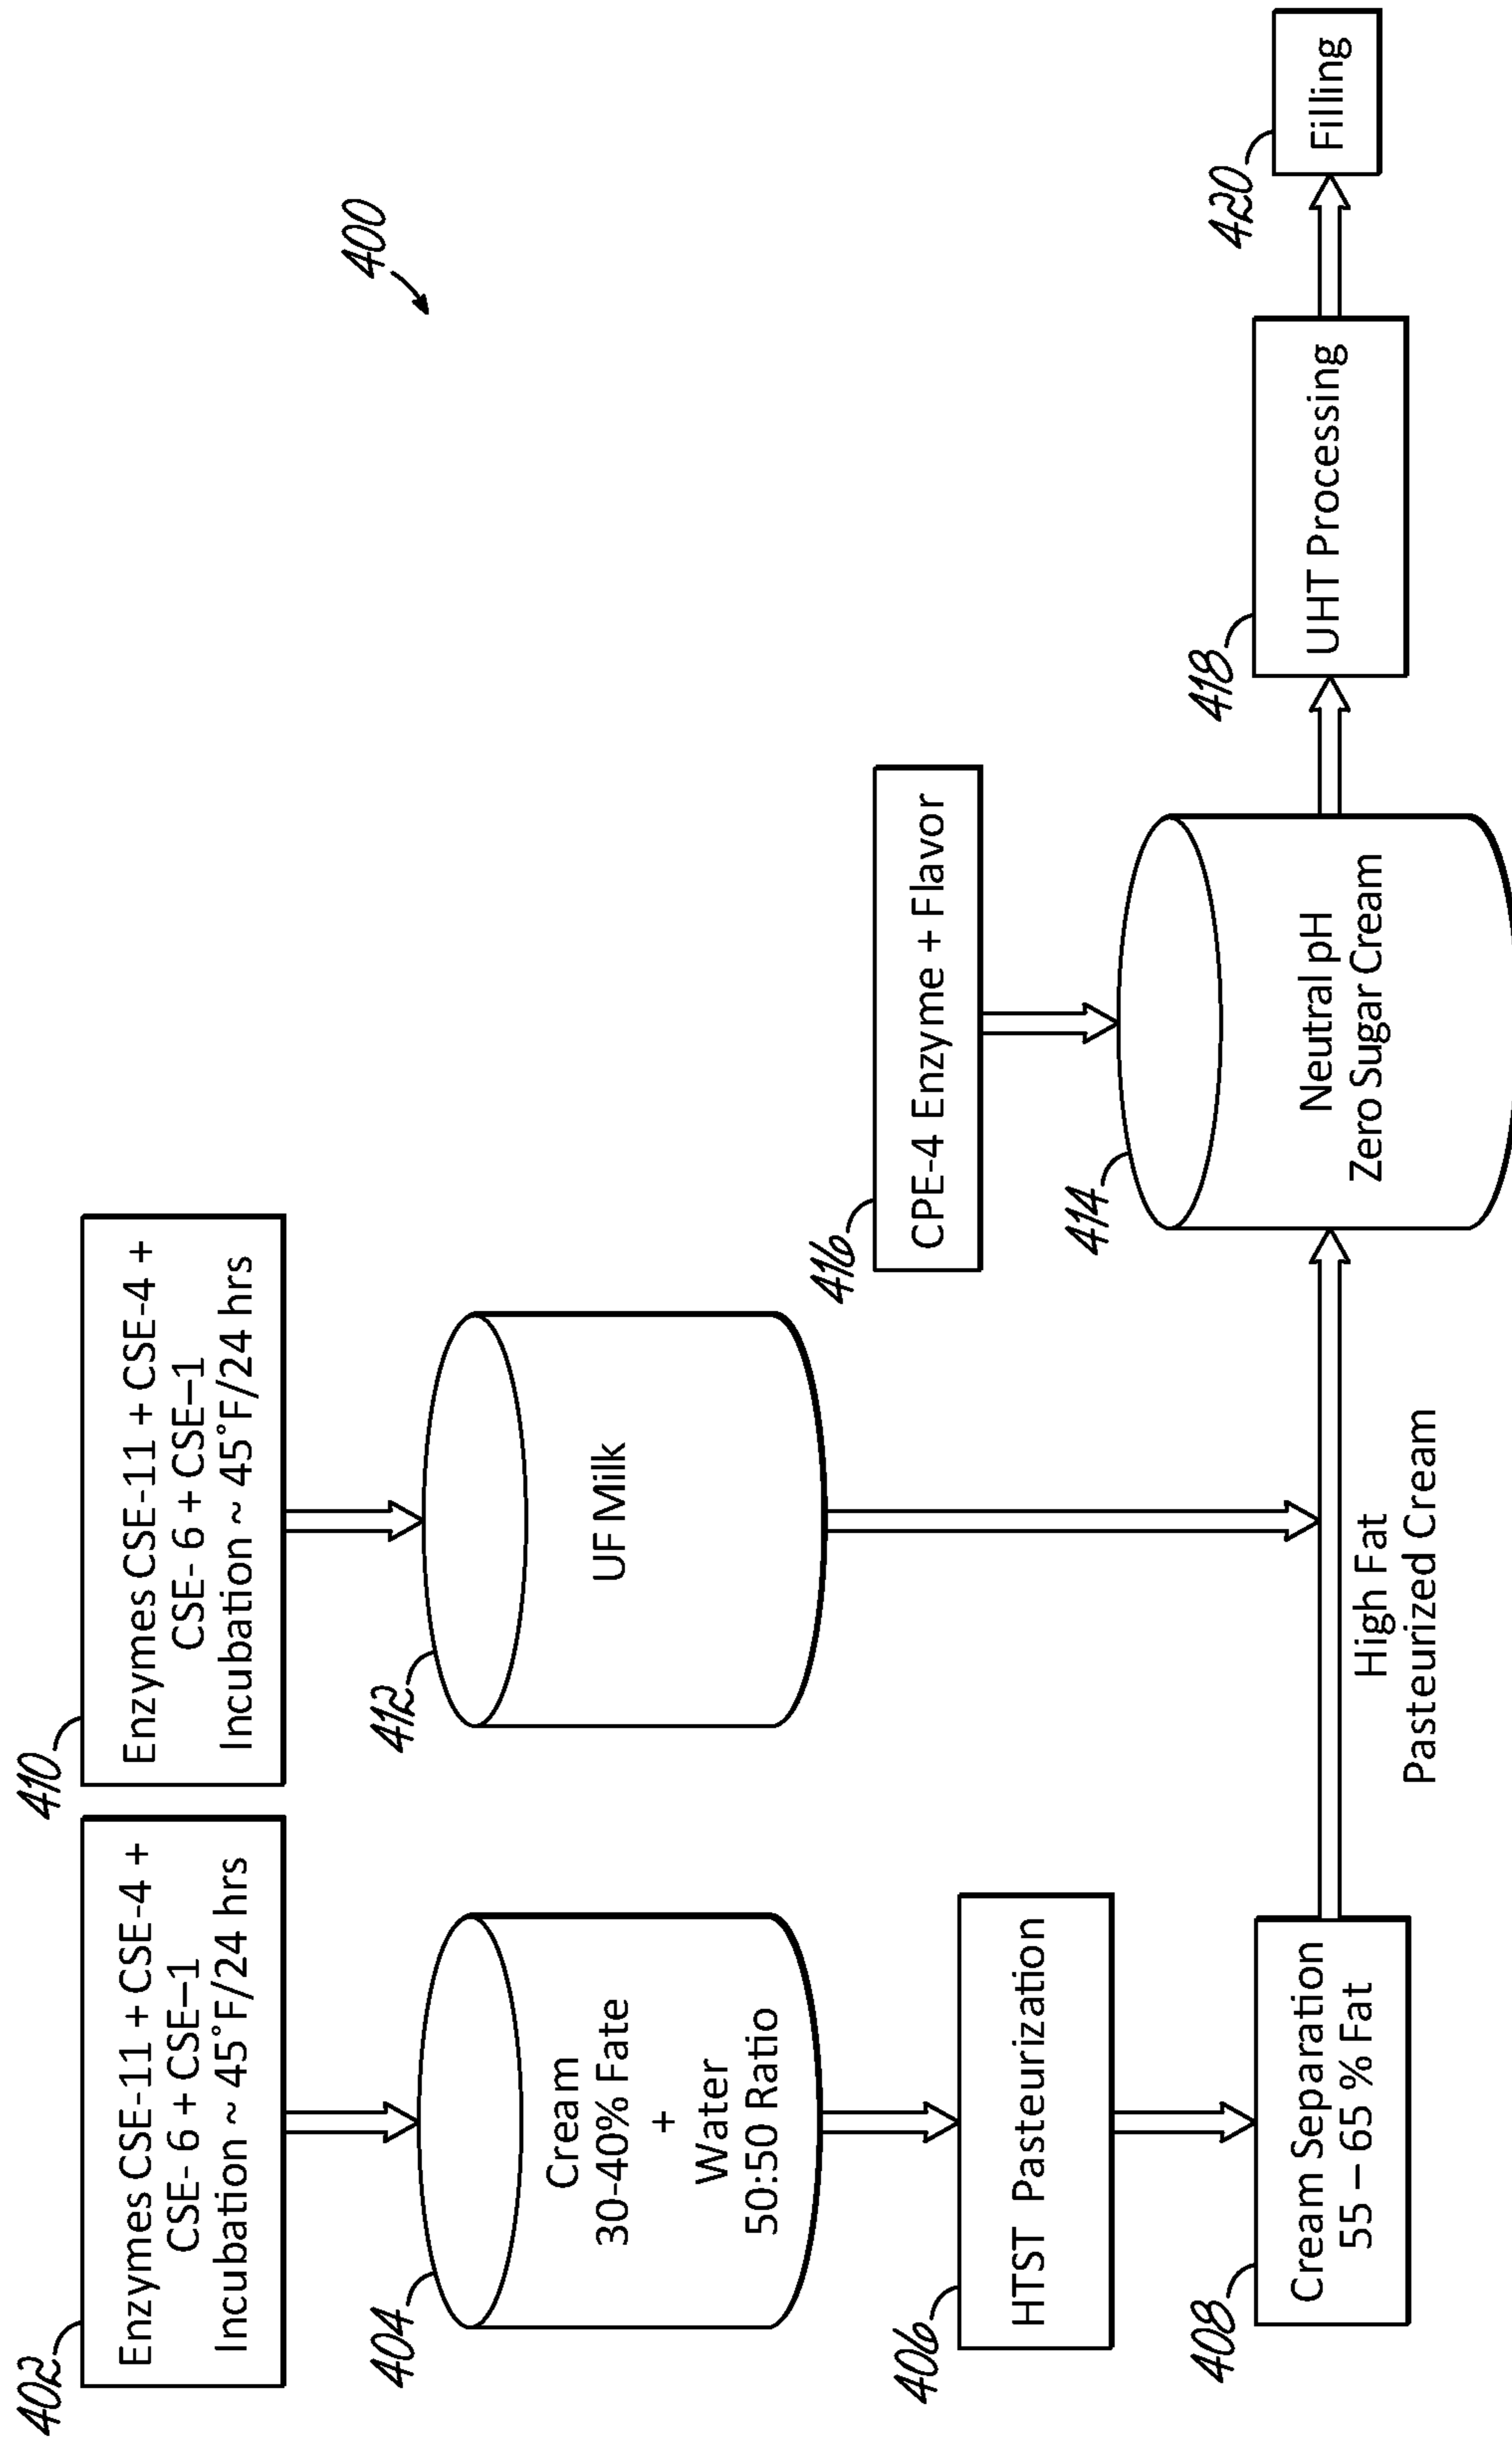 400
402
Enzymes CSE-11 + CSE-4 +
CSE- 6 + CSE–1
Incubation ~ 45°F/24 hrs
410
Enzymes CSE-11 + CSE-4 +
CSE- 6 + CSE–1
Incubation ~ 45°F/24 hrs
404
Cream
30-40% Fate
+
Water
50:50 Ratio
412
UF Milk
406
HTST Pasteurization
416
CPE-4 Enzyme + Flavor
408
Cream Separation
55 – 65 % Fat
High Fat
Pasteurized Cream
414
Neutral pH
Zero Sugar Cream
418
UHT Processing
420
Filling